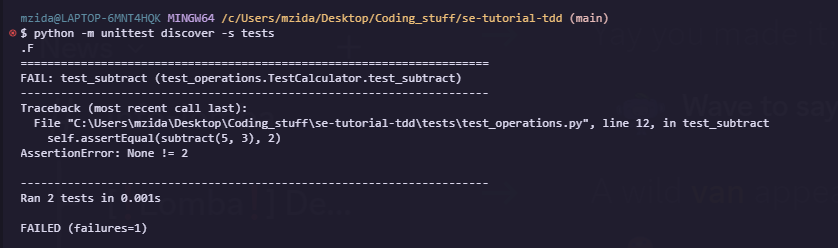 mzida@LAPTOP-6MNT4HQK MINGW64 /c/Users/mzida/Desktop/Coding_stuff/se-tutorial-tdd (main)
$ python -m unittest discover -s tests
.F
======================================================================
FAIL: test_subtract (test_operations.TestCalculator.test_subtract)
----------------------------------------------------------------------
Traceback (most recent call last):
  File "C:\Users\mzida\Desktop\Coding_stuff\se-tutorial-tdd\tests\test_operations.py", line 12, in test_subtract
    self.assertEqual(subtract(5, 3), 2)
AssertionError: None != 2

----------------------------------------------------------------------
Ran 2 tests in 0.001s

FAILED (failures=1)